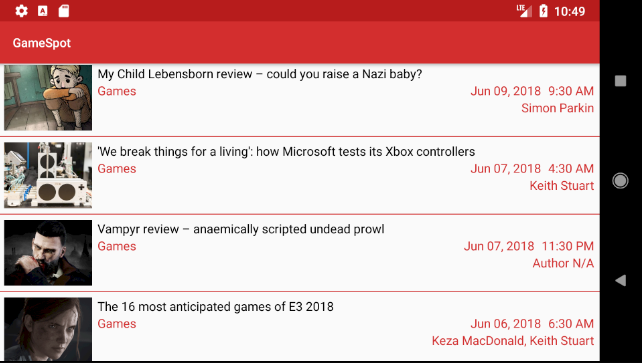 LTE 10:49
GameSpot
My Child Lebensborn review – could you raise a Nazi baby?
Games Jun 09, 2018 9:30 AM
Simon Parkin
'We break things for a living': how Microsoft tests its Xbox controllers
Games Jun 07, 2018 4:30 AM
Keith Stuart
Vampyr review – anaemically scripted undead prowl
Games Jun 07, 2018 11:30 PM
Author N/A
The 16 most anticipated games of E3 2018
Games Jun 06, 2018 6:30 AM
Keza MacDonald, Keith Stuart